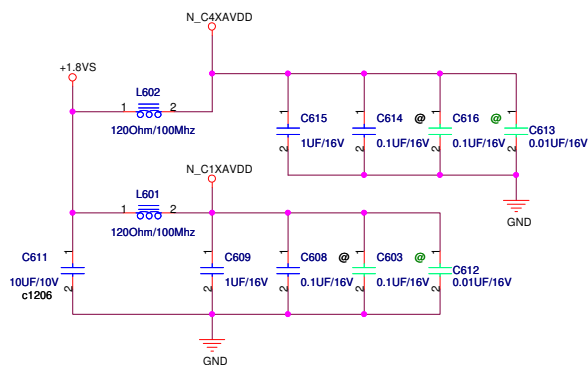 N_C4XAVDD
+1.8VS
L602
1 2
120Ohm/100Mhz
1
2
C615
1UF/16V
1
2
C614
0.1UF/16V
@
1
2
C616
0.1UF/16V
@
1
2
C613
0.01UF/16V
GND
N_C1XAVDD
L601
1 2
120Ohm/100Mhz
C611
1
2
10UF/10V
c1206
1
2
C609
1UF/16V
1
2
C608
0.1UF/16V
@
1
2
C603
0.1UF/16V
@
1
2
C612
0.01UF/16V
GND